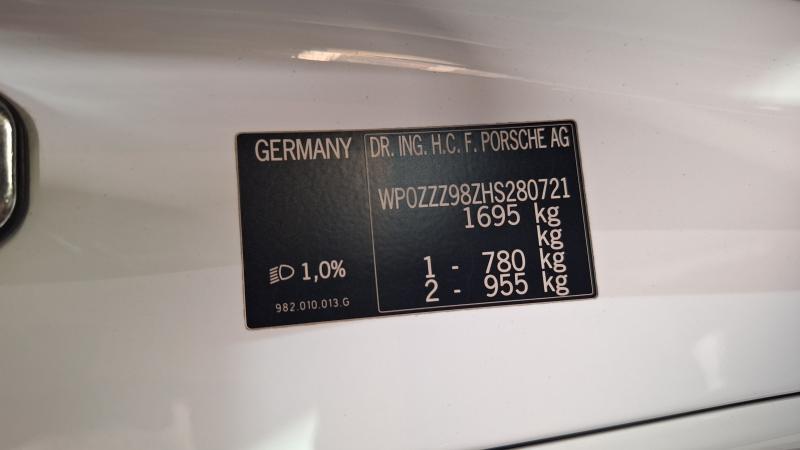 GERMANY
DR. ING. H.C. F. PORSCHE AG
WP0ZZZ98ZHS280721
1695 kg
kg
1 - 780 kg
2 - 955 kg
1,0%
982.010.013.G